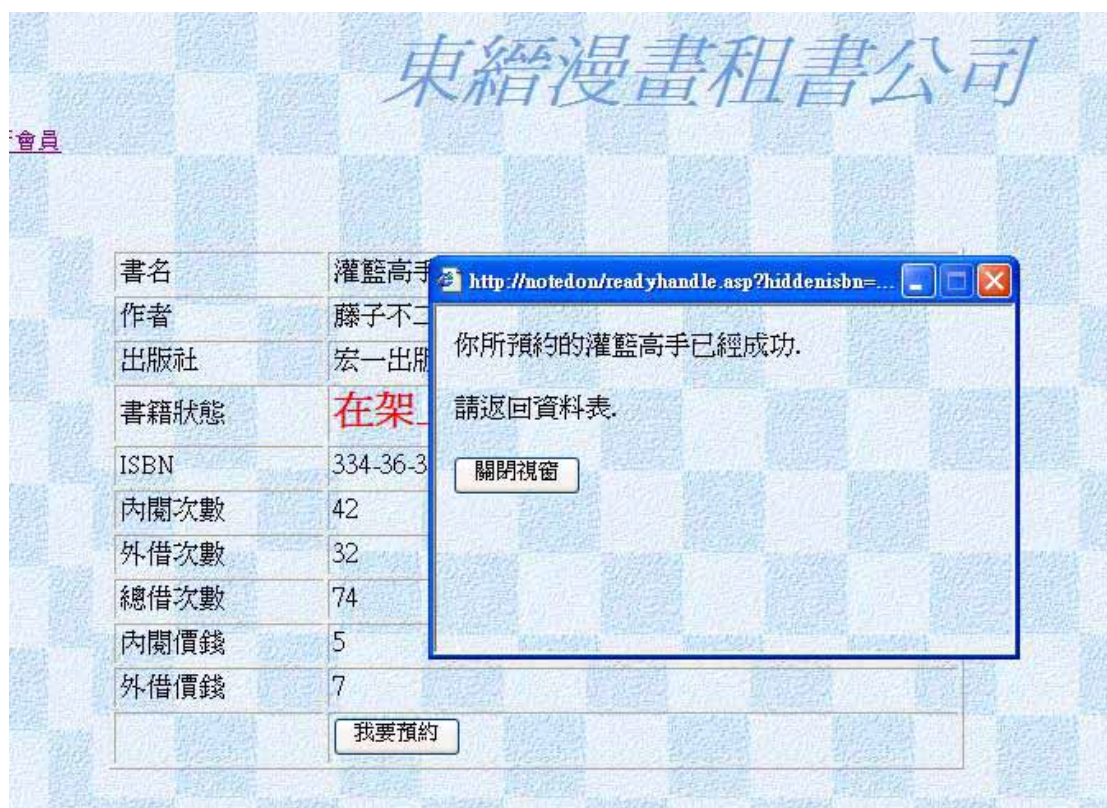 東縉漫畫租書公司
會員
書名 灌籃高手
作者 藤子不二
出版社 宏一出版
書籍狀態 在架上
ISBN 334-36-3
內閱次數 42
外借次數 32
總借次數 74
內閱價錢 5
外借價錢 7
我要預約
http://notedon/readyhandle.asp?hiddenisbn=...
你所預約的灌籃高手已經成功.
請返回資料表.
關閉視窗